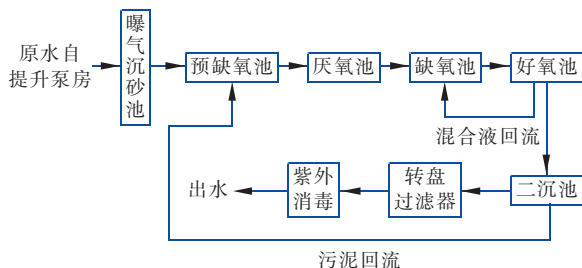 原水自
提升泵房
曝气沉砂池
预缺氧池
厌氧池
缺氧池
好氧池
混合液回流
出水
紫外
消毒
转盘
过滤器
二沉池
污泥回流